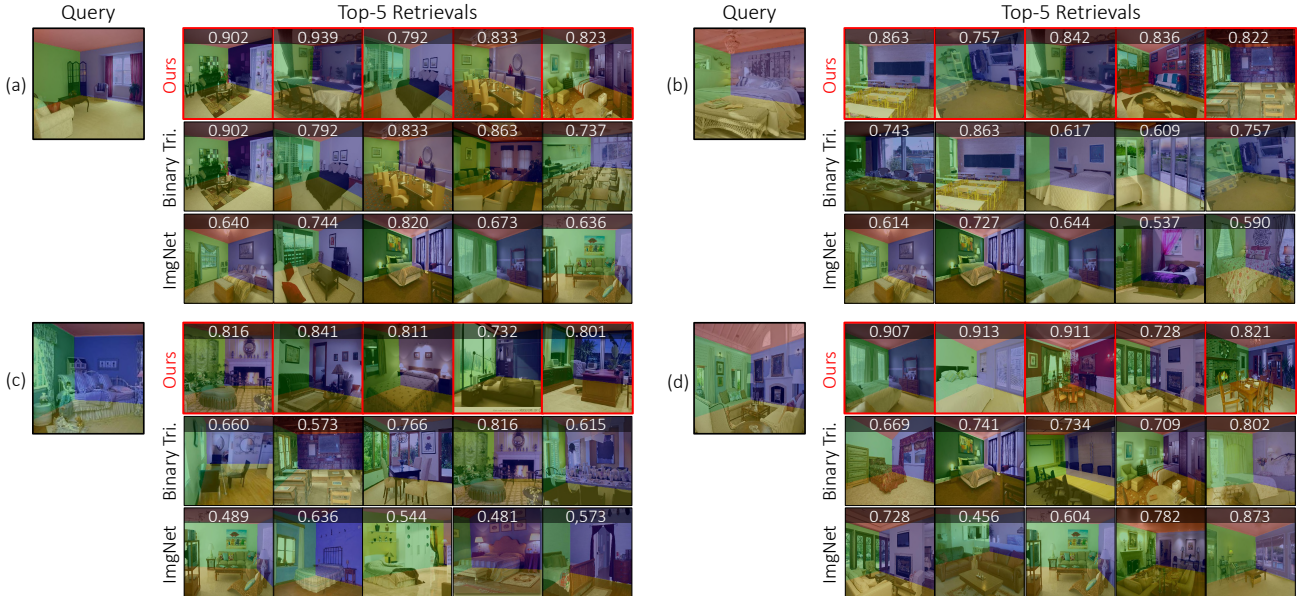 Query Top-5 Retrievals
(a)
Ours
0.902 0.939 0.792 0.833 0.823
Binary Tri.
0.902 0.792 0.833 0.863 0.737
ImgNet
0.640 0.744 0.820 0.673 0.636
Query Top-5 Retrievals
(b)
Ours
0.863 0.757 0.842 0.836 0.822
Binary Tri.
0.743 0.863 0.617 0.609 0.757
ImgNet
0.614 0.727 0.644 0.537 0.590
(c)
Ours
0.816 0.841 0.811 0.732 0.801
Binary Tri.
0.660 0.573 0.766 0.816 0.615
ImgNet
0.489 0.636 0.544 0.481 0,573
(d)
Ours
0.907 0.913 0.911 0.728 0.821
Binary Tri.
0.669 0.741 0.734 0.709 0.802
ImgNet
0.728 0.456 0.604 0.782 0.873